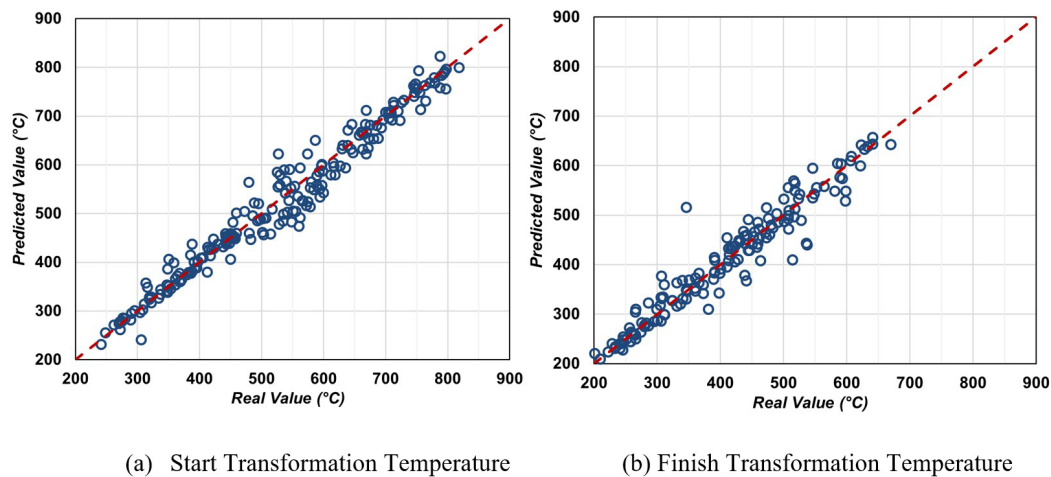 900
800
700
600
500
400
300
200
Predicted Value (°C)
200 300 400 500 600 700 800 900
Real Value (°C)
(a) Start Transformation Temperature
900
800
700
600
500
400
300
200
Predicted Value (°C)
200 300 400 500 600 700 800 900
Real Value (°C)
(b) Finish Transformation Temperature